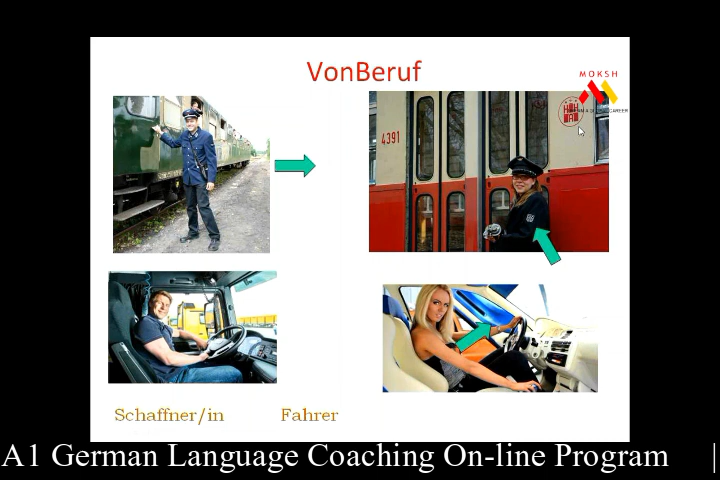 VonBeruf
MOKSH
4391
Schaffner/in Fahrer
A1 German Language Coaching On-line Program |